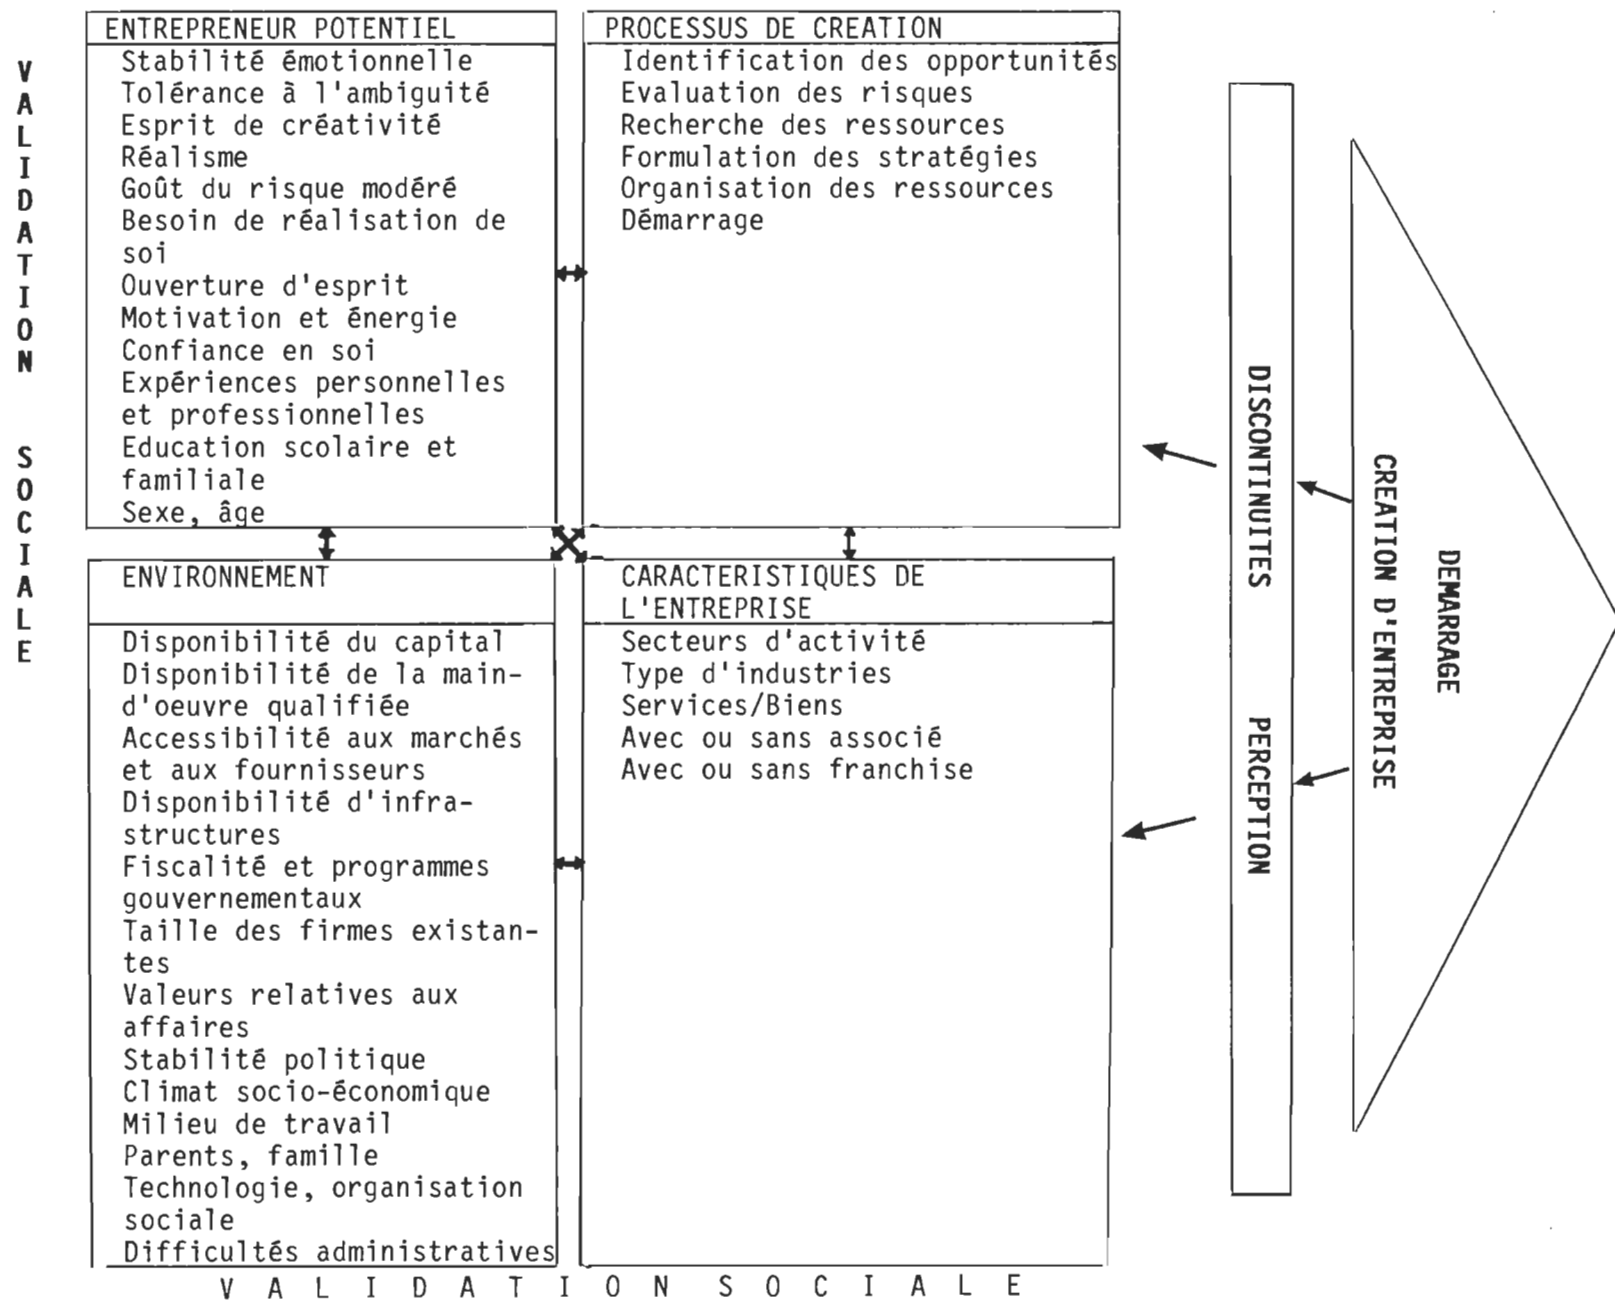 VALIDATION SOCIALE
ENTREPRENEUR POTENTIEL
Stabilité émotionnelle
Tolérance à l'ambiguité
Esprit de créativité
Réalisme
Goût du risque modéré
Besoin de réalisation de
soi
Ouverture d'esprit
Motivation et énergie
Confiance en soi
Expériences personnelles
et professionnelles
Education scolaire et
familiale
Sexe, âge
PROCESSUS DE CREATION
Identification des opportunités
Evaluation des risques
Recherche des ressources
Formulation des stratégies
Organisation des ressources
Démarrage
ENVIRONNEMENT
Disponibilité du capital
Disponibilité de la main-
d'oeuvre qualifiée
Accessibilité aux marchés
et aux fournisseurs
Disponibilité d'infra-
structures
Fiscalité et programmes
gouvernementaux
Taille des firmes existan-
tes
Valeurs relatives aux
affaires
Stabilité politique
Climat socio-économique
Milieu de travail
Parents, famille
Technologie, organisation
sociale
Difficultés administratives
CARACTERISTIQUES DE
L'ENTREPRISE
Secteurs d'activité
Type d'industries
Services/Biens
Avec ou sans associé
Avec ou sans franchise
DISCONTINUITES PERCEPTION
CREATION D'ENTREPRISE
DEMARRAGE
VALIDATION SOCIALE